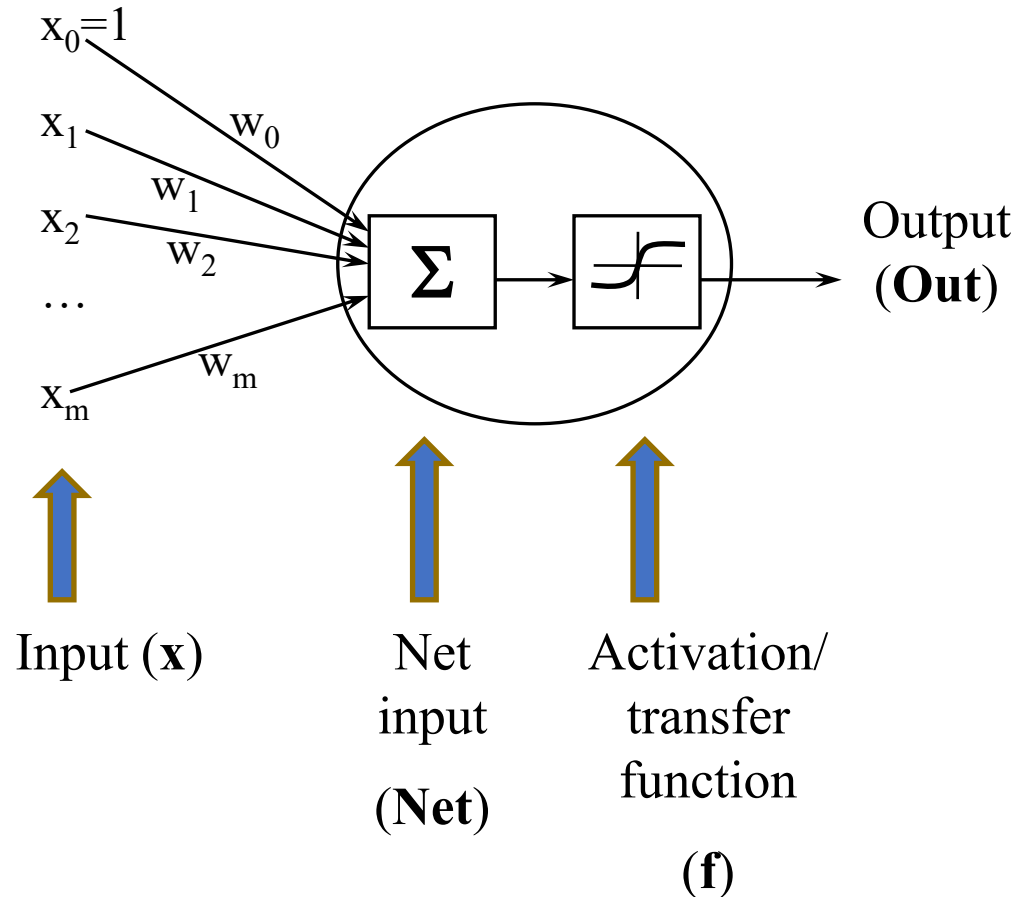 x₀=1
w₀
x₁
w₁
x₂
w₂
…
wₘ
xₘ
Σ
Output
(Out)
Input (x)
Net
input
(Net)
Activation/
transfer
function
(f)